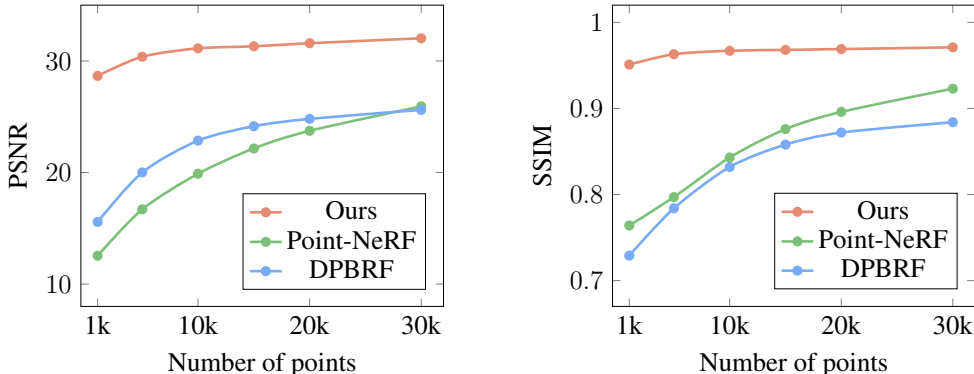 PSNR
30
20
10
1k 10k 20k 30k
Number of points
Ours
Point-NeRF
DPBRF
SSIM
1
0.9
0.8
0.7
1k 10k 20k 30k
Number of points
Ours
Point-NeRF
DPBRF